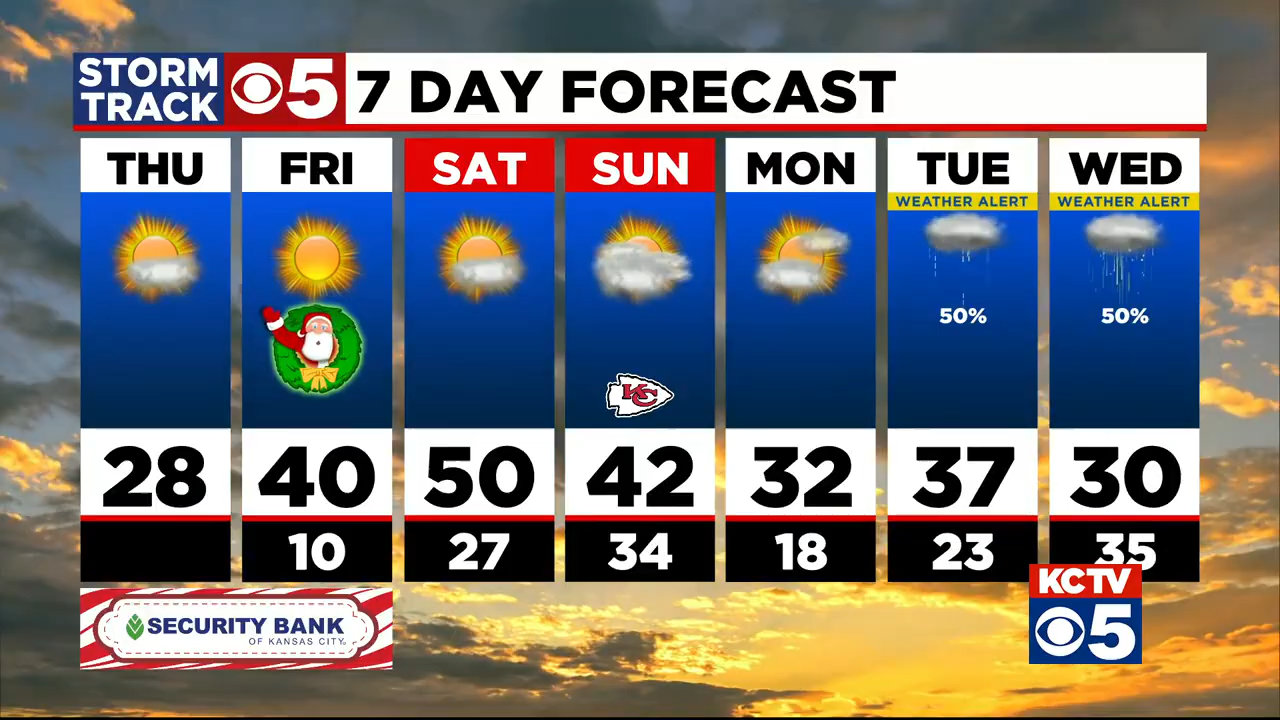 STORM
TRACK
5
7 DAY FORECAST
THU FRI SAT SUN MON TUE WED
WEATHER ALERT WEATHER ALERT
50% 50%
KC
28 40 50 42 32 37 30
10 27 34 18 23 35
SECURITY BANK
OF KANSAS CITY
KCTV
5